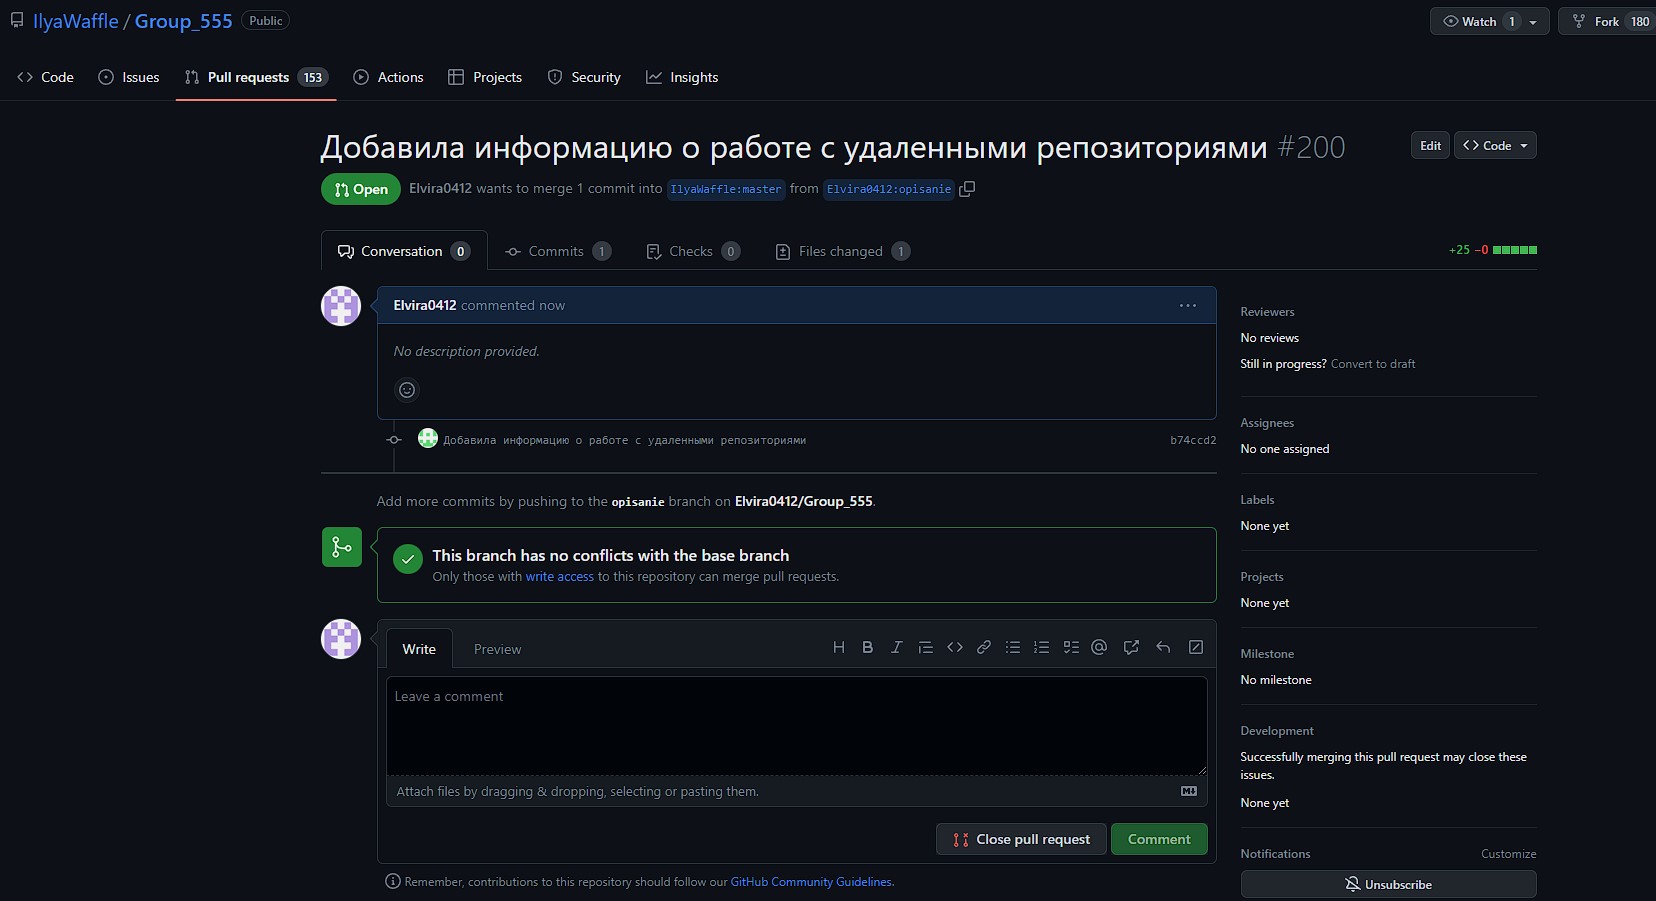 IlyaWaffle / Group_555 Public
Watch 1
Fork 180
Code Issues Pull requests 153 Actions Projects Security Insights
Добавила информацию о работе с удаленными репозиториями #200
Edit <> Code
Open Elvira0412 wants to merge 1 commit into IlyaWaffle:master from Elvira0412:opisanie
Conversation 0 Commits 1 Checks 0 Files changed 1
+25 −0
Elvira0412 commented now
No description provided.
Добавила информацию о работе с удаленными репозиториями b74ccd2
Add more commits by pushing to the opisanie branch on Elvira0412/Group_555.
This branch has no conflicts with the base branch
Only those with write access to this repository can merge pull requests.
Write Preview
Leave a comment
Attach files by dragging & dropping, selecting or pasting them.
Close pull request Comment
Remember, contributions to this repository should follow our GitHub Community Guidelines.
Reviewers
No reviews
Still in progress? Convert to draft
Assignees
No one assigned
Labels
None yet
Projects
None yet
Milestone
No milestone
Development
Successfully merging this pull request may close these
issues.
None yet
Notifications Customize
Unsubscribe